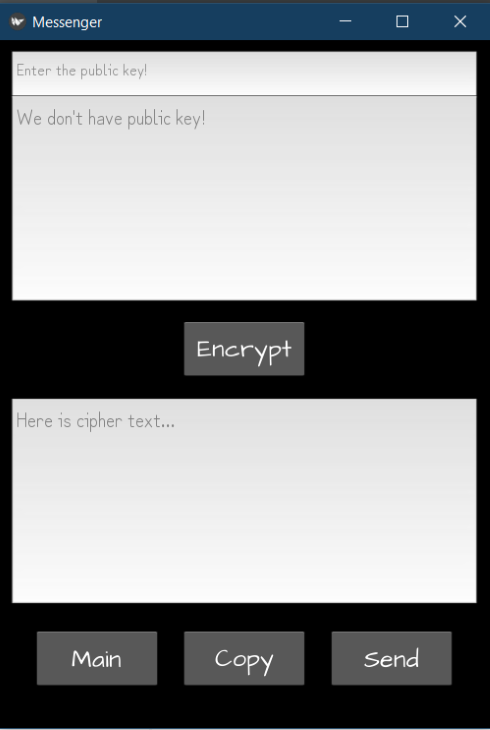 Messenger
Enter the public key!
We don't have public key!
Encrypt
Here is cipher text...
Main Copy Send